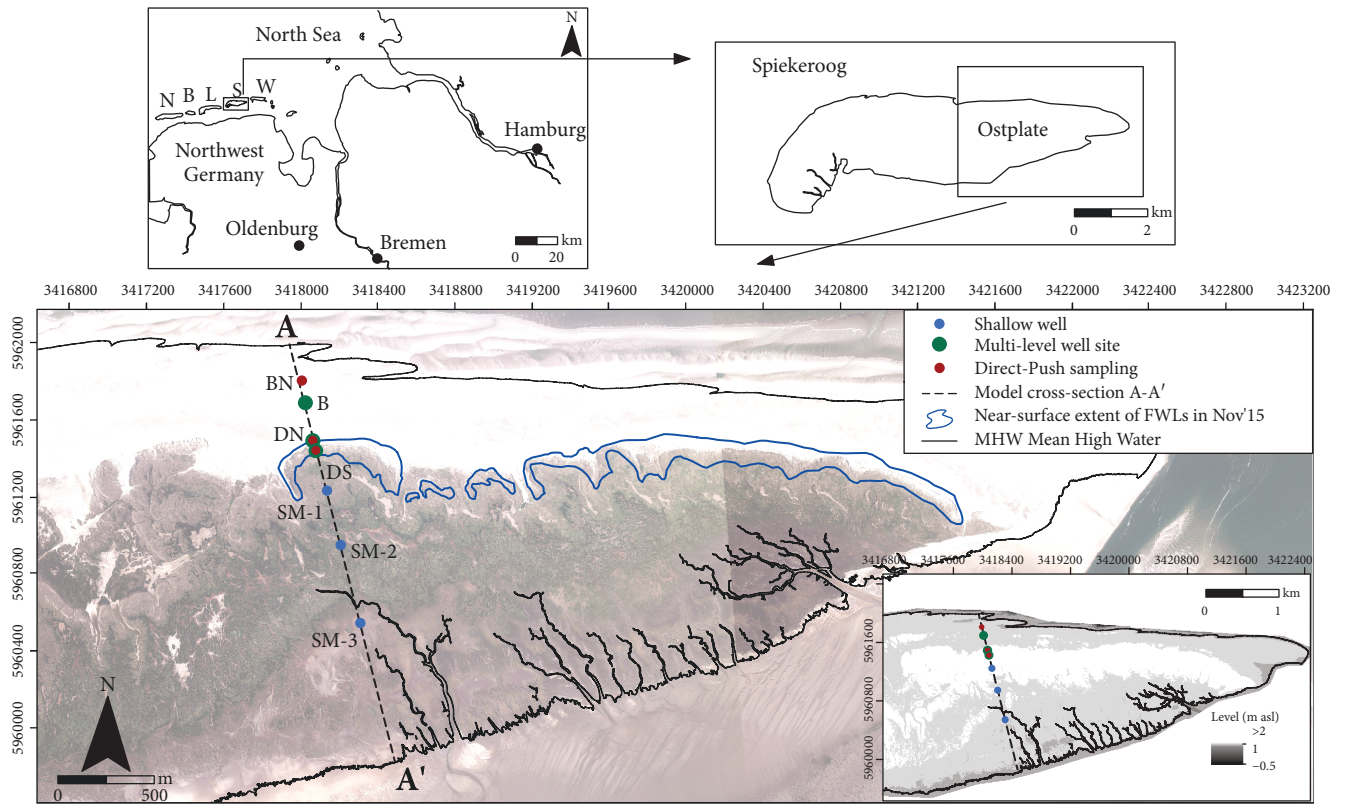 North Sea
N
N B L S W
Hamburg
Northwest
Germany
Oldenburg
Bremen
km
0 20
Spiekeroog
Ostplate
km
0 2
3416800 3417200 3417600 3418000 3418400 3418800 3419200 3419600 3420000 3420400 3420800 3421200 3421600 3422000 3422400 3422800 3423200
5962000
5961600
5961200
5960800
5960400
5960000
A
BN
B
DN
DS
SM-1
SM-2
SM-3
A'
N
m
0 500
Shallow well
Multi-level well site
Direct-Push sampling
Model cross-section A-A'
Near-surface extent of FWLs in Nov'15
MHW Mean High Water
3416800 3417600 3418400 3419200 3420000 3420800 3421600 3422400
5961600
5960800
5960000
km
0 1
Level (m asl)
>2
1
−0.5